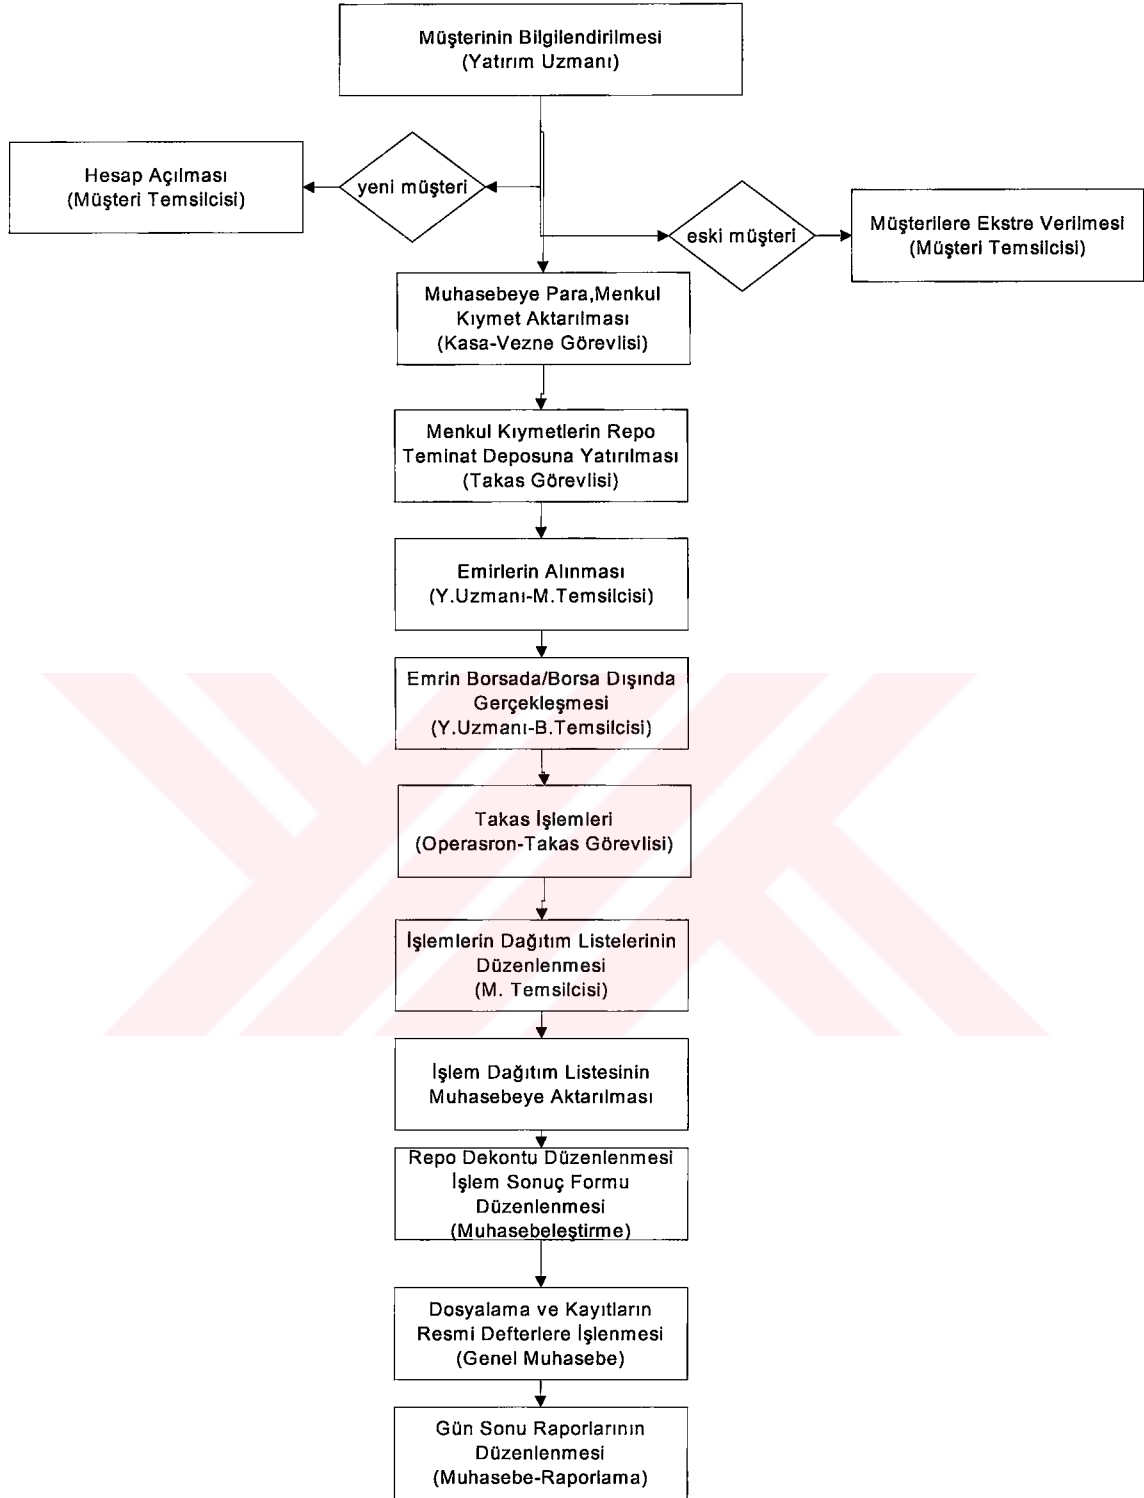 Müşterinin Bilgilendirilmesi
(Yatırım Uzmanı)
Hesap Açılması
(Müşteri Temsilcisi)
yeni müşteri
eski müşteri
Müşterilere Ekstre Verilmesi
(Müşteri Temsilcisi)
Muhasebeye Para,Menkul
Kıymet Aktarılması
(Kasa-Vezne Görevlisi)
Menkul Kıymetlerin Repo
Teminat Deposuna Yatırılması
(Takas Görevlisi)
Emirlerin Alınması
(Y.Uzmanı-M.Temsilcisi)
Emrin Borsada/Borsa Dışında
Gerçekleşmesi
(Y.Uzmanı-B.Temsilcisi)
Takas İşlemleri
(Operasron-Takas Görevlisi)
İşlemlerin Dağıtım Listelerinin
Düzenlenmesi
(M. Temsilcisi)
İşlem Dağıtım Listesinin
Muhasebeye Aktarılması
Repo Dekontu Düzenlenmesi
İşlem Sonuç Formu
Düzenlenmesi
(Muhasebeleştirme)
Dosyalama ve Kayıtların
Resmi Defterlere İşlenmesi
(Genel Muhasebe)
Gün Sonu Raporlarının
Düzenlenmesi
(Muhasebe-Raporlama)